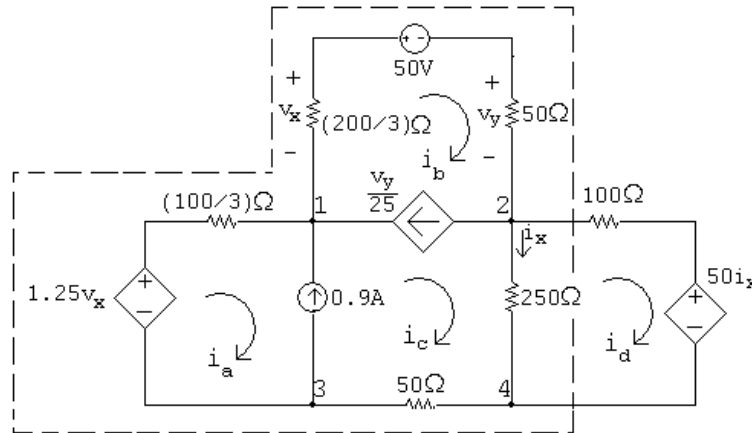 + -
50V
+
v_x
-
(200/3)Ω
+
v_y
-
50Ω
i_b
(100/3)Ω
1
v_y/25
2
100Ω
i_x
1.25v_x
+
-
0.9A
250Ω
50i_x
+
-
i_a
i_c
i_d
3
50Ω
4